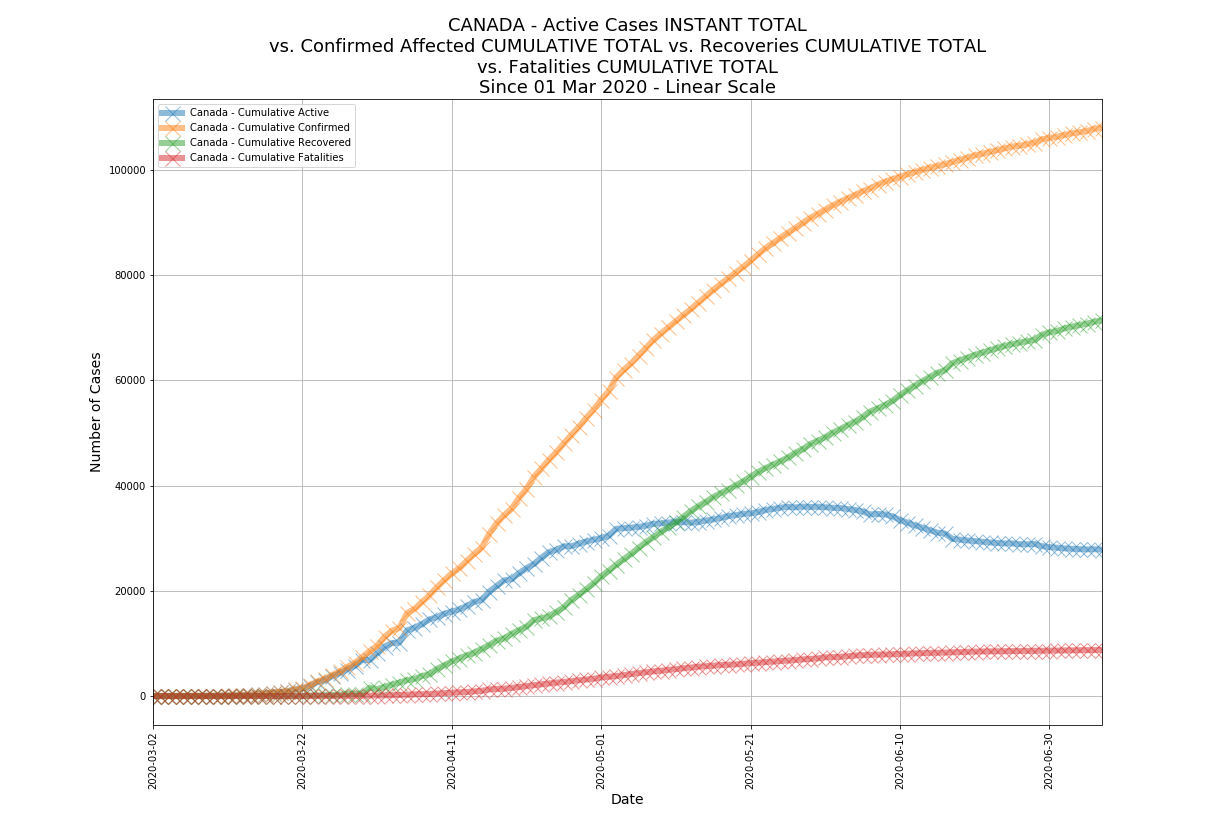 CANADA - Active Cases INSTANT TOTAL
vs. Confirmed Affected CUMULATIVE TOTAL vs. Recoveries CUMULATIVE TOTAL
vs. Fatalities CUMULATIVE TOTAL
Since 01 Mar 2020 - Linear Scale
Canada - Cumulative Active
Canada - Cumulative Confirmed
Canada - Cumulative Recovered
Canada - Cumulative Fatalities
Number of Cases
100000
80000
60000
40000
20000
0
2020-03-02
2020-03-22
2020-04-11
2020-05-01
2020-05-21
2020-06-10
2020-06-30
Date